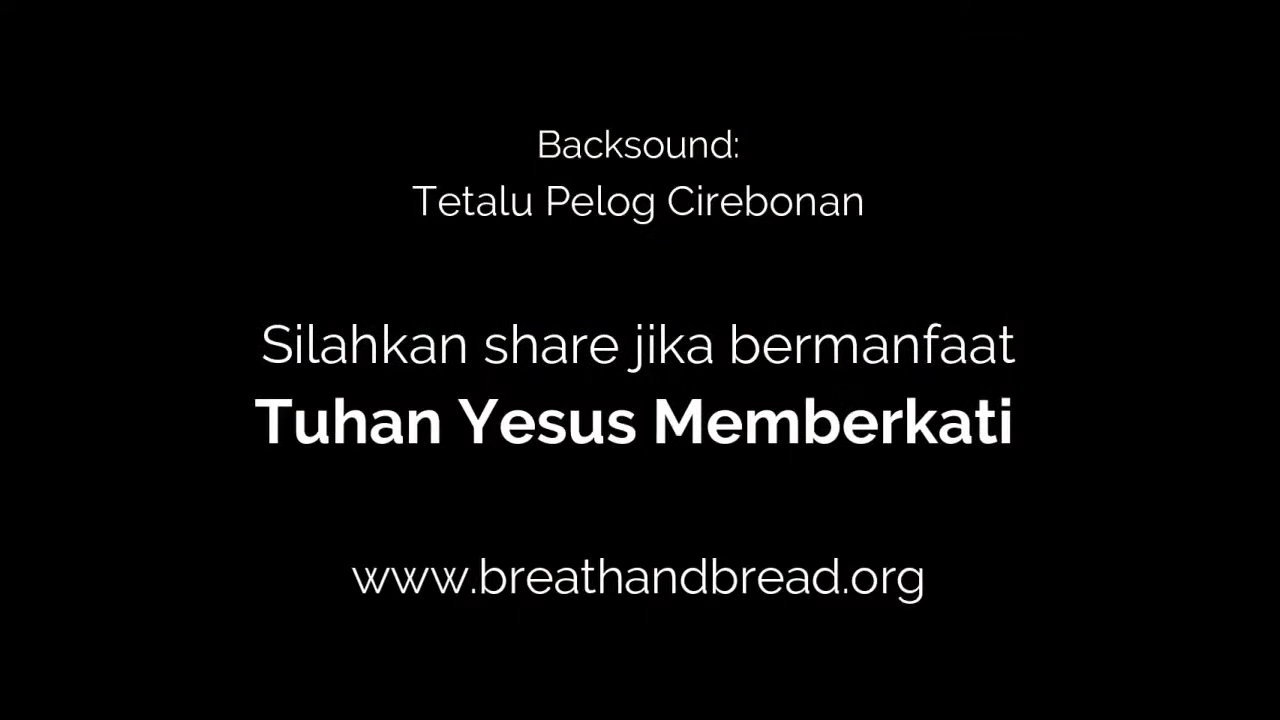 Backsound:
Tetalu Pelog Cirebonan
Silahkan share jika bermanfaat
Tuhan Yesus Memberkati
www.breathandbread.org